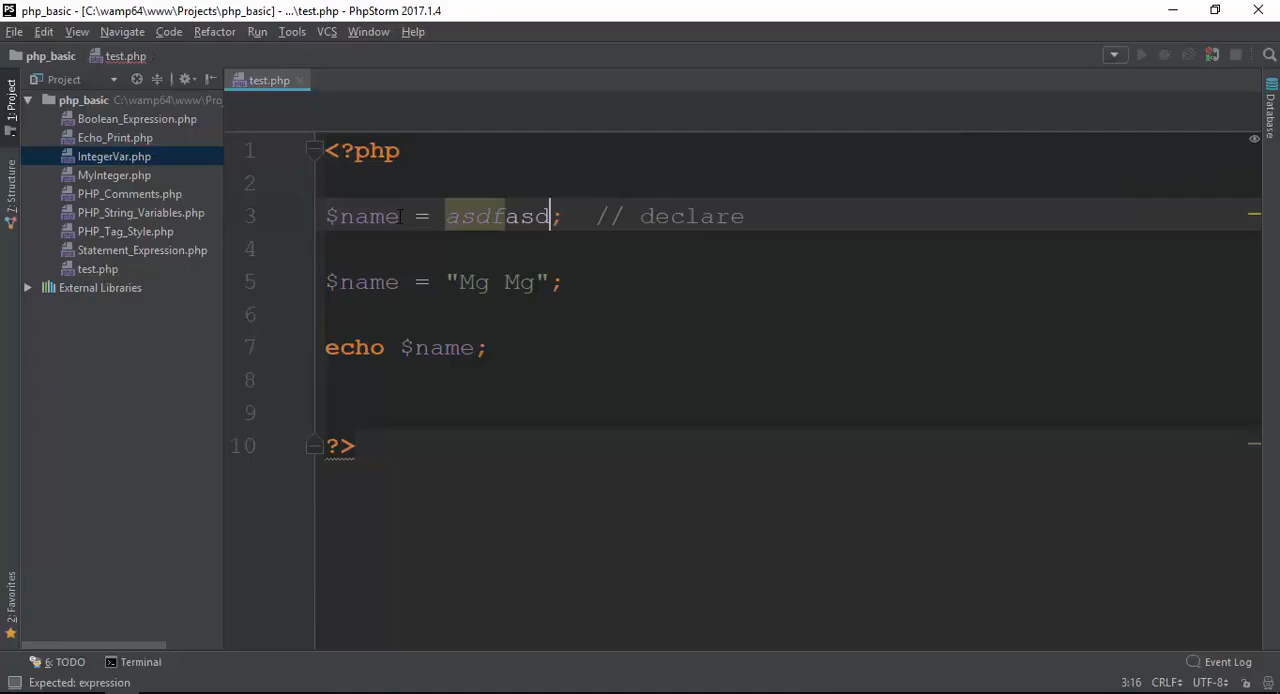 php_basic - [C:\wamp64\www\Projects\php_basic] - ...\test.php - PhpStorm 2017.1.4
File Edit View Navigate Code Refactor Run Tools VCS Window Help
php_basic test.php
Project test.php
1: Project
php_basic C:\wamp64\www\Pro
Boolean_Expression.php
Echo_Print.php
IntegerVar.php
MyInteger.php
PHP_Comments.php
PHP_String_Variables.php
PHP_Tag_Style.php
Statement_Expression.php
test.php
External Libraries
7: Structure
2: Favorites
Database
1 <?php
2
3 $name = asdfasd; // declare
4
5 $name = "Mg Mg";
6
7 echo $name;
8
9
10 ?>
6: TODO Terminal Event Log
Expected: expression 3:16 CRLF UTF-8